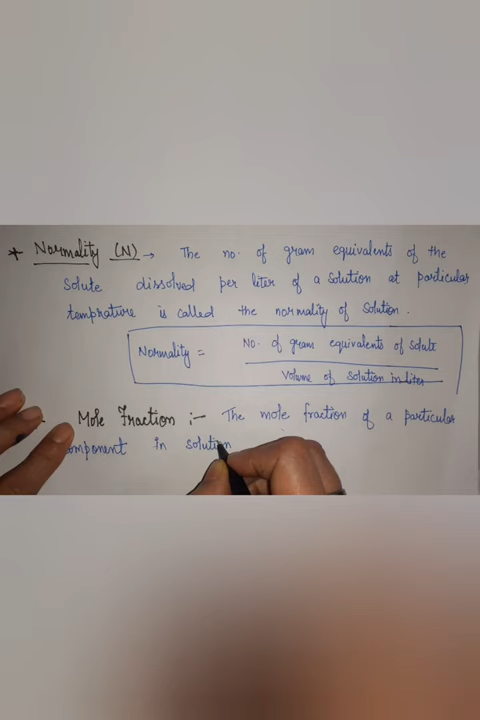 * Normality (N) → The no. of gram equivalents of the
solute dissolved per liter of a solution at particular
temprature is called the normality of solution.
Normality = No. of gram equivalents of solute
Volume of solution in liter
Mole Fraction :- The mole fraction of a particular
component in solution